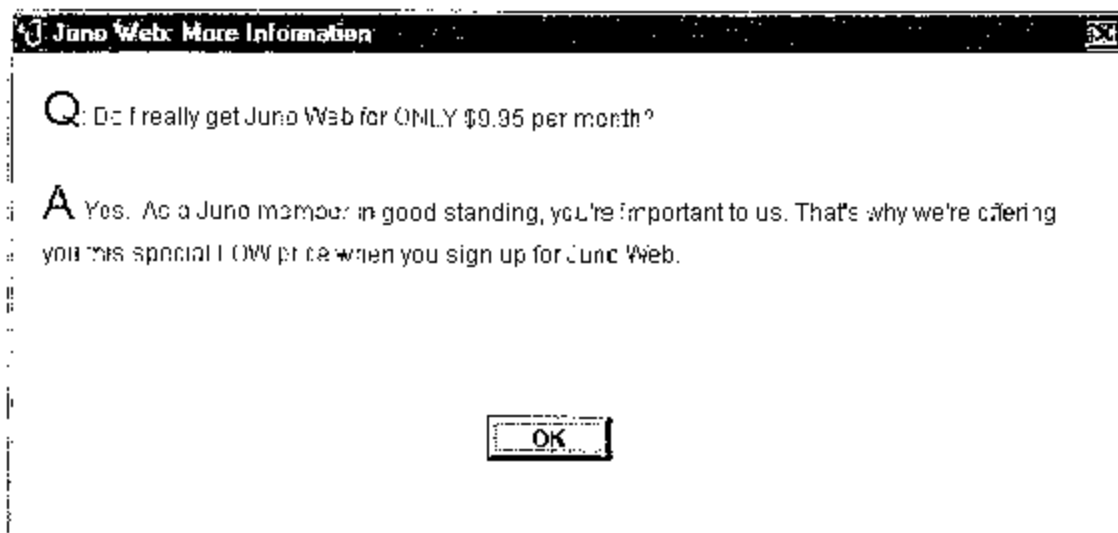 Juno Web: More Information
Q: Do I really get Juno Web for ONLY $9.95 per month?
A Yes. As a Juno member in good standing, you're important to us. That's why we're offering
you this special LOW price when you sign up for Juno Web.
OK